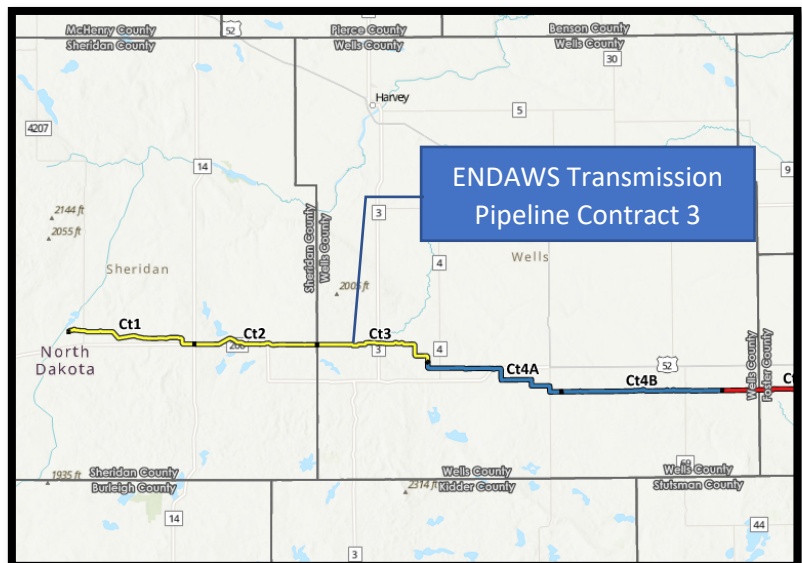 McHenry County
Sheridan County
52
Pierce County
Wells County
Benson County
Wells County
30
Harvey
5
4207
14
ENDAWS Transmission
Pipeline Contract 3
9
2144 ft
2055 ft
3
Sheridan County
Wells County
Sheridan
4
Wells
2005 ft
Ct1
Ct2
Ct3
200
3
4
North
Dakota
Ct4A
52
Ct4B
Wells County
Foster County
Ct
1935 ft
Sheridan County
Burleigh County
Wells County
Kidder County
2314 ft
Wells County
Stutsman County
14
44
3